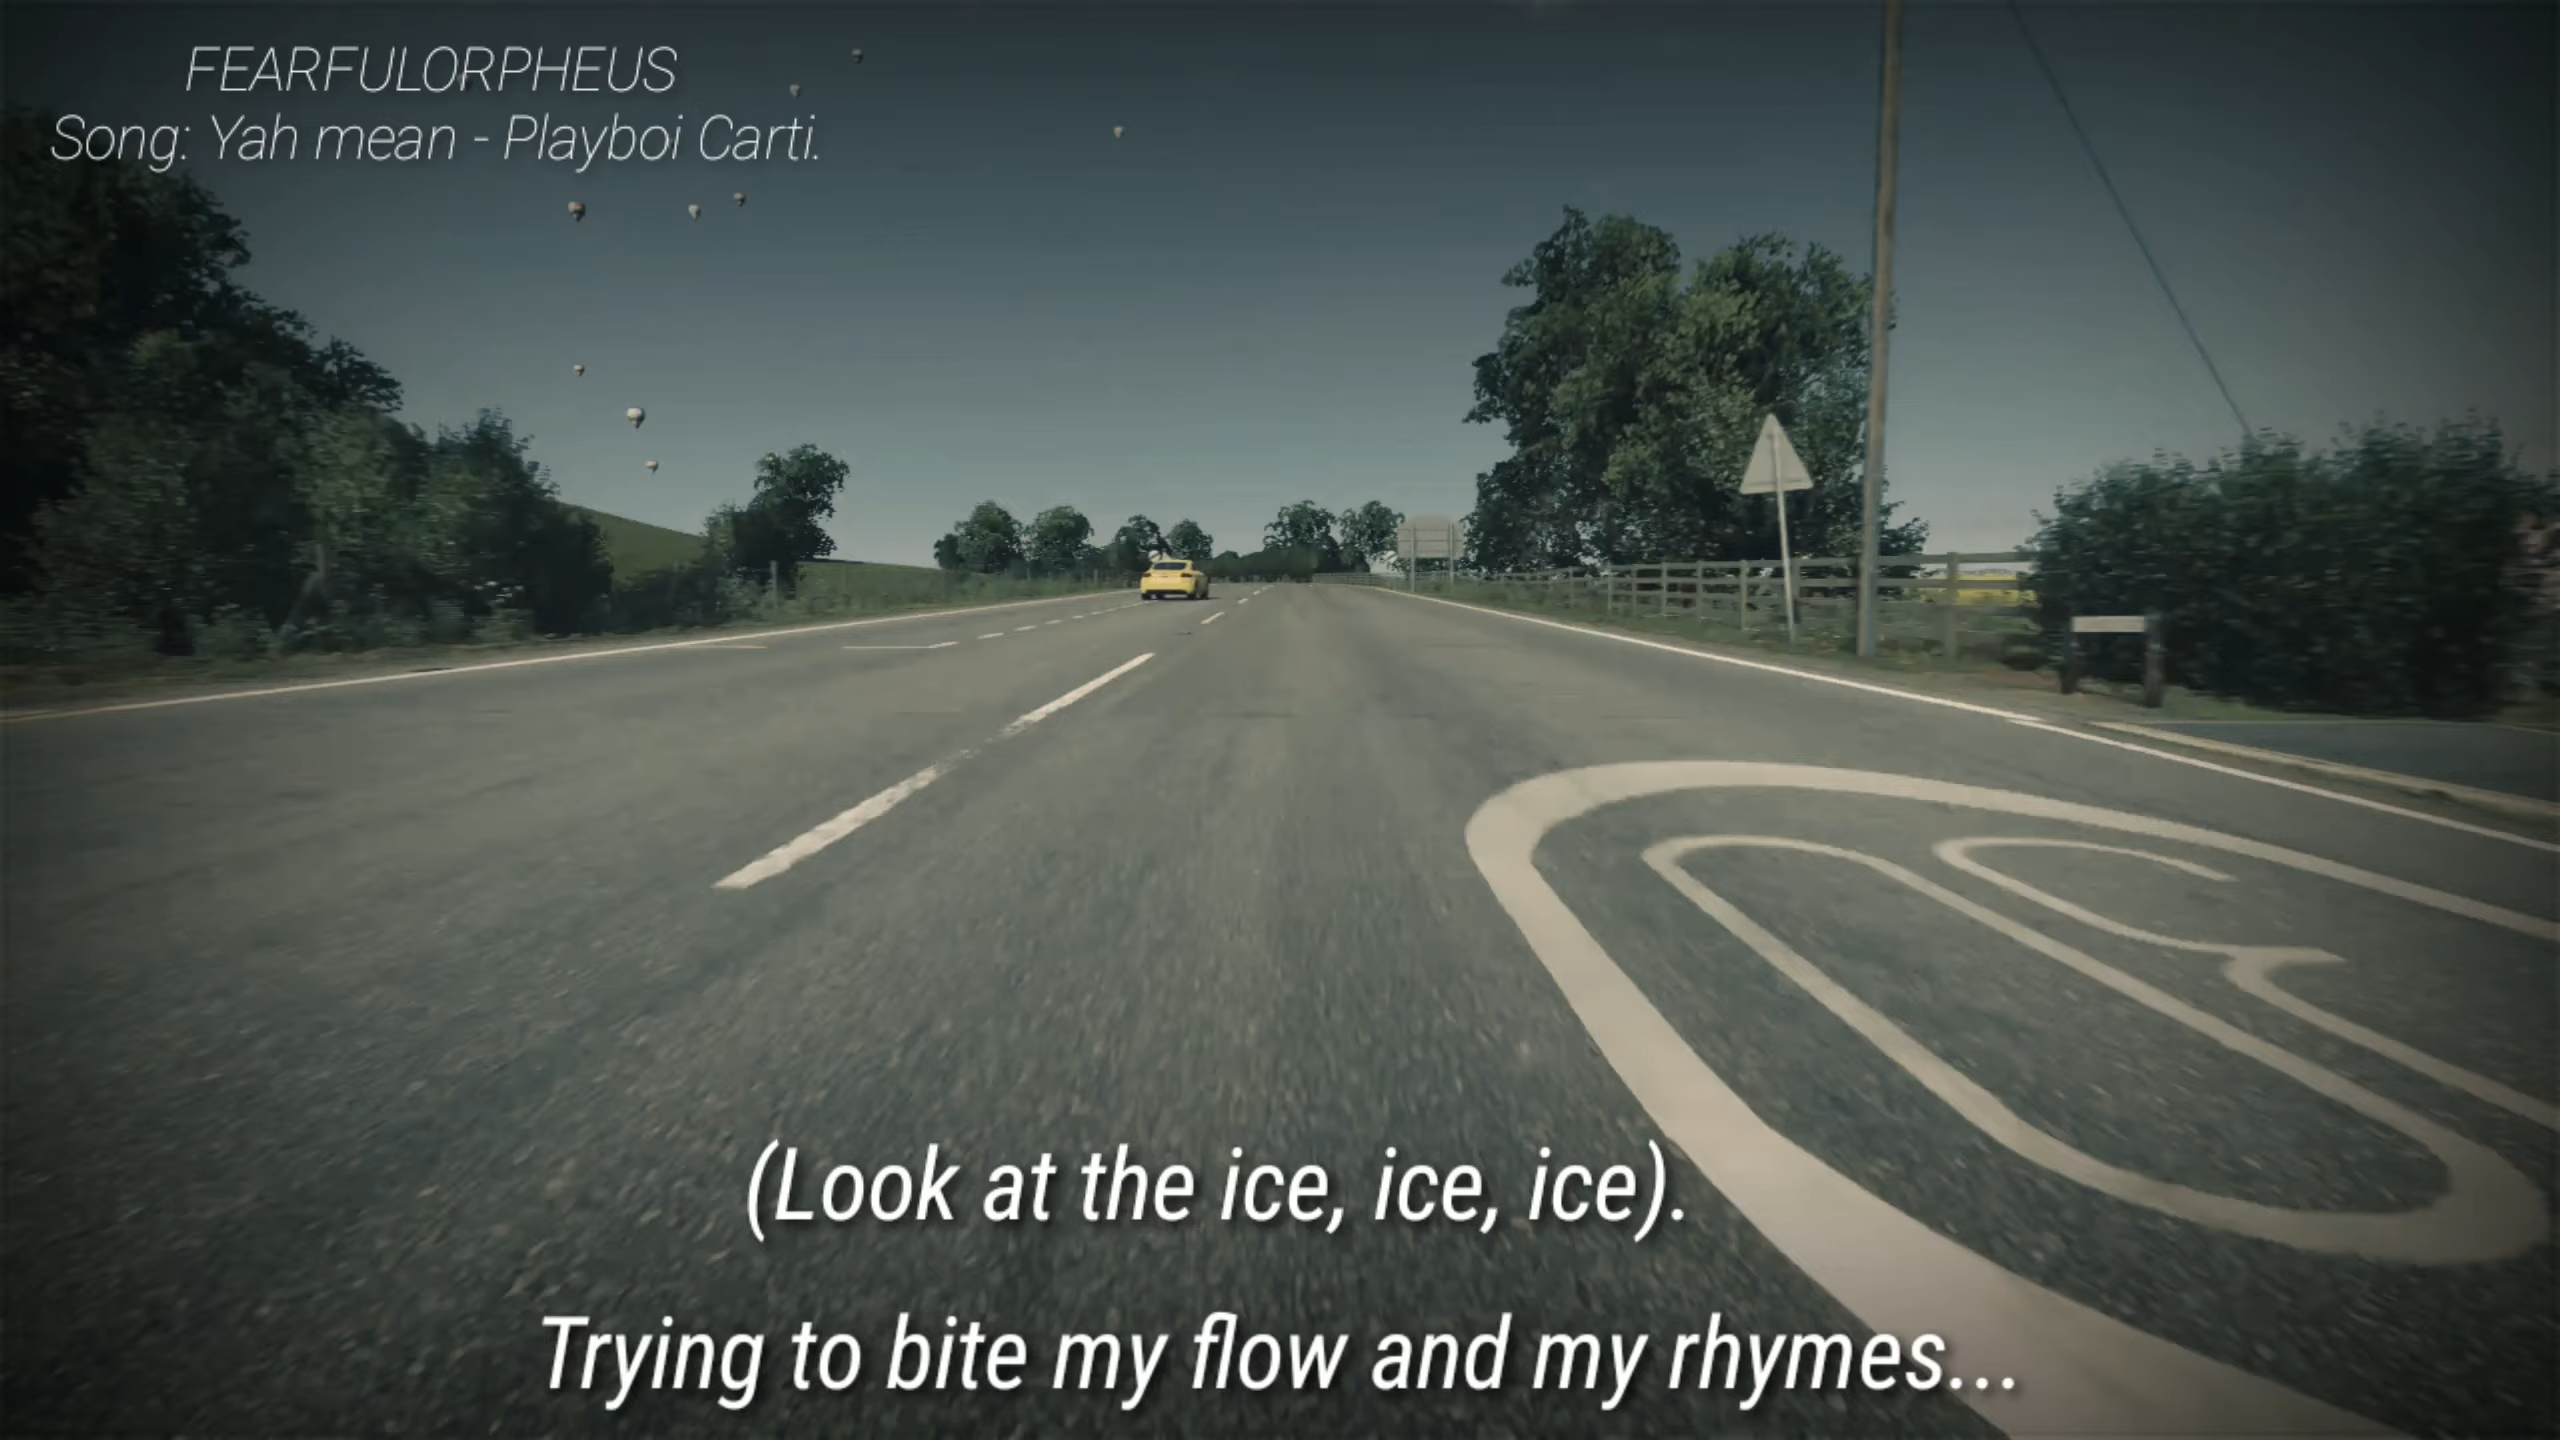 FEARFULORPHEUS
Song: Yah mean - Playboi Carti.
(Look at the ice, ice, ice).
Trying to bite my flow and my rhymes...